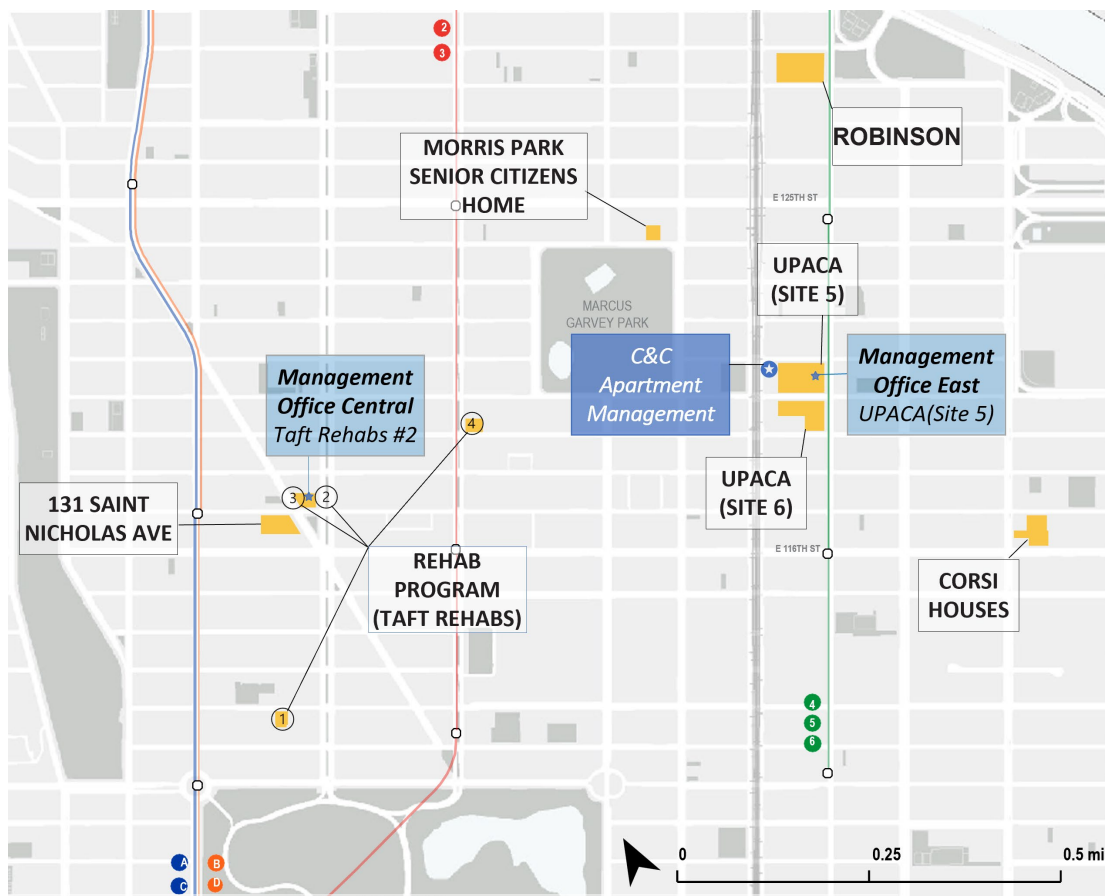 2
3
ROBINSON
MORRIS PARK
SENIOR CITIZENS
HOME
E 125TH ST
UPACA
(SITE 5)
MARCUS
GARVEY PARK
C&C
Apartment
Management
Management
Office East
UPACA(Site 5)
Management
Office Central
Taft Rehabs #2
4
3
2
UPACA
(SITE 6)
131 SAINT
NICHOLAS AVE
E 116TH ST
REHAB
PROGRAM
(TAFT REHABS)
CORSI
HOUSES
1
4
5
6
A
B
C
D
0
0.25
0.5 mi